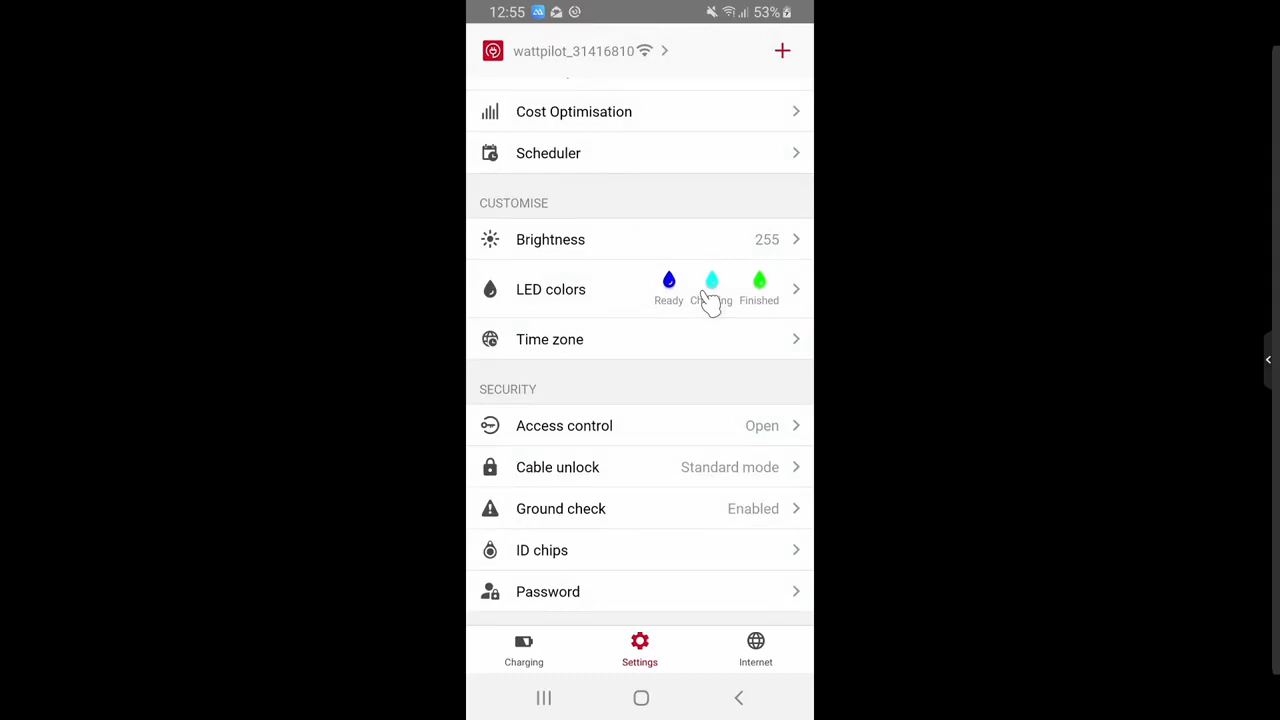 12:55
53%
wattpilot_31416810
Cost Optimisation
Scheduler
CUSTOMISE
Brightness 255
LED colors
Ready Finished
Time zone
SECURITY
Access control Open
Cable unlock Standard mode
Ground check Enabled
ID chips
Password
Charging Settings Internet